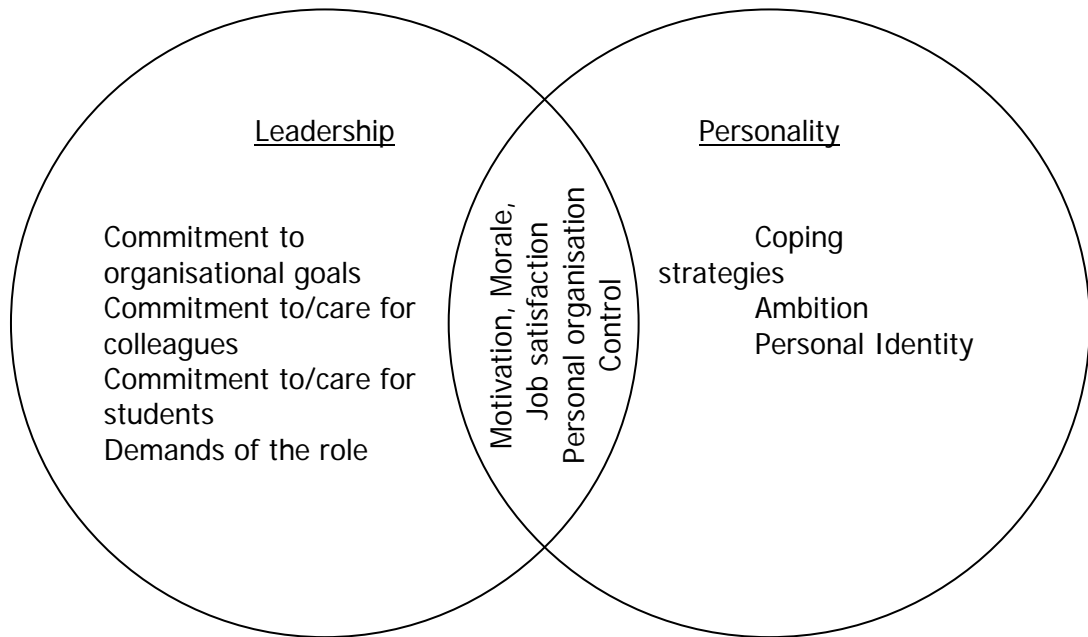 Leadership
Commitment to
organisational goals
Commitment to/care for
colleagues
Commitment to/care for
students
Demands of the role
Motivation, Morale,
Job satisfaction
Personal organisation
Control
Personality
Coping
strategies
Ambition
Personal Identity